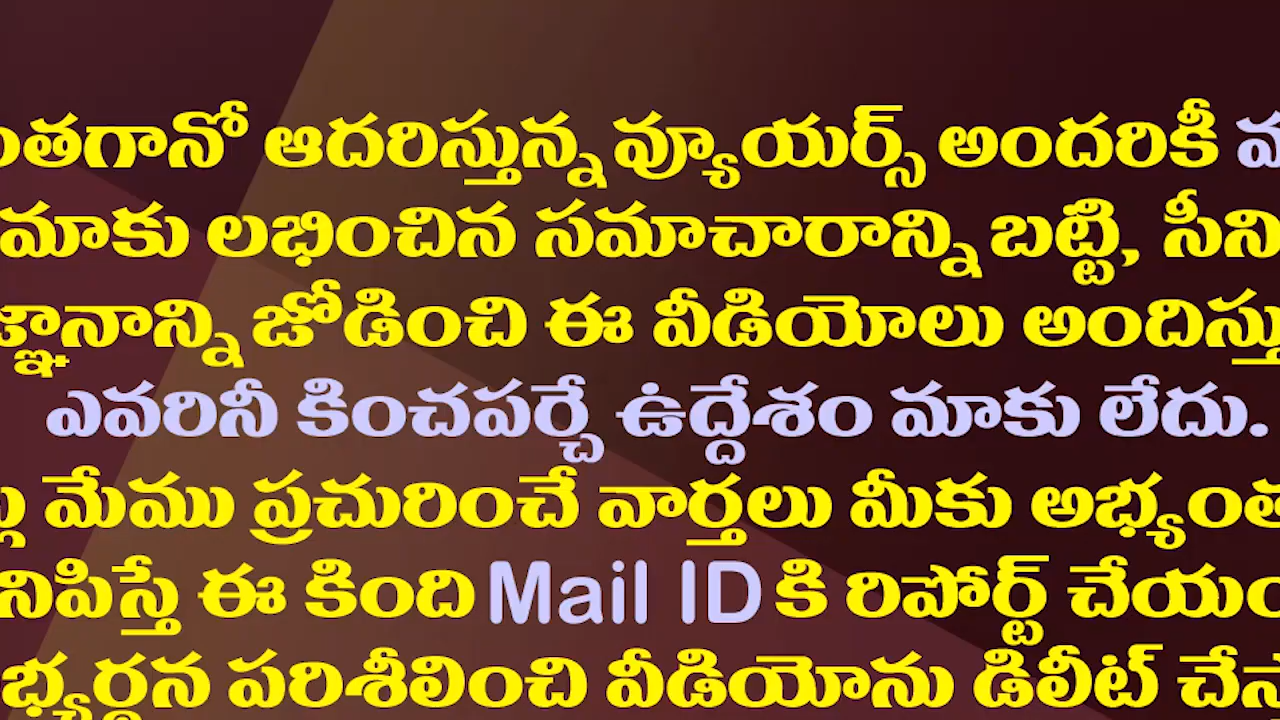 ఆదరిస్తున్న వ్యూయర్స్ అందరికీ
మాకు లభించిన సమాచారాన్ని బట్టి,
జోడించి ఈ వీడియోలు
ఎవరినీ కించపర్చే ఉద్దేశం మాకు లేదు.
మేము ప్రచురించే వార్తలు మీకు
ఈ కింది Mail ID కి రిపోర్ట్
పరిశీలించి వీడియోను డిలీట్